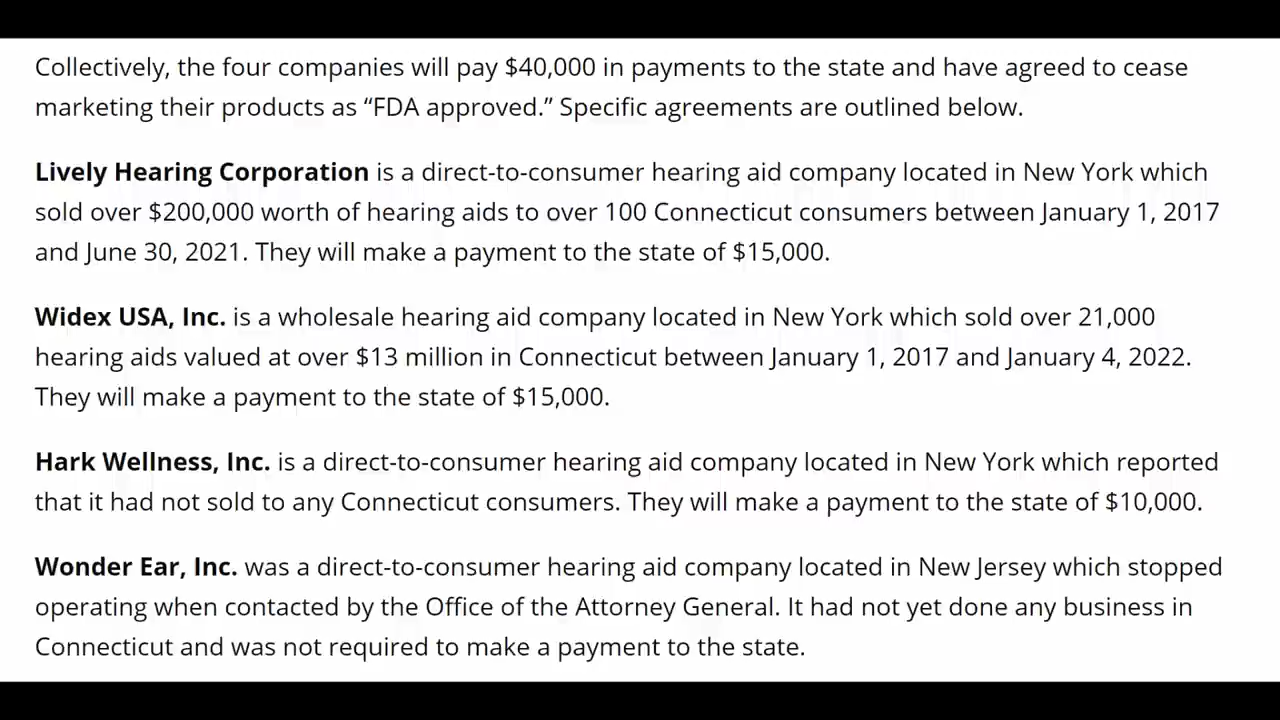 Collectively, the four companies will pay $40,000 in payments to the state and have agreed to cease
marketing their products as “FDA approved.” Specific agreements are outlined below.
Lively Hearing Corporation is a direct-to-consumer hearing aid company located in New York which
sold over $200,000 worth of hearing aids to over 100 Connecticut consumers between January 1, 2017
and June 30, 2021. They will make a payment to the state of $15,000.
Widex USA, Inc. is a wholesale hearing aid company located in New York which sold over 21,000
hearing aids valued at over $13 million in Connecticut between January 1, 2017 and January 4, 2022.
They will make a payment to the state of $15,000.
Hark Wellness, Inc. is a direct-to-consumer hearing aid company located in New York which reported
that it had not sold to any Connecticut consumers. They will make a payment to the state of $10,000.
Wonder Ear, Inc. was a direct-to-consumer hearing aid company located in New Jersey which stopped
operating when contacted by the Office of the Attorney General. It had not yet done any business in
Connecticut and was not required to make a payment to the state.